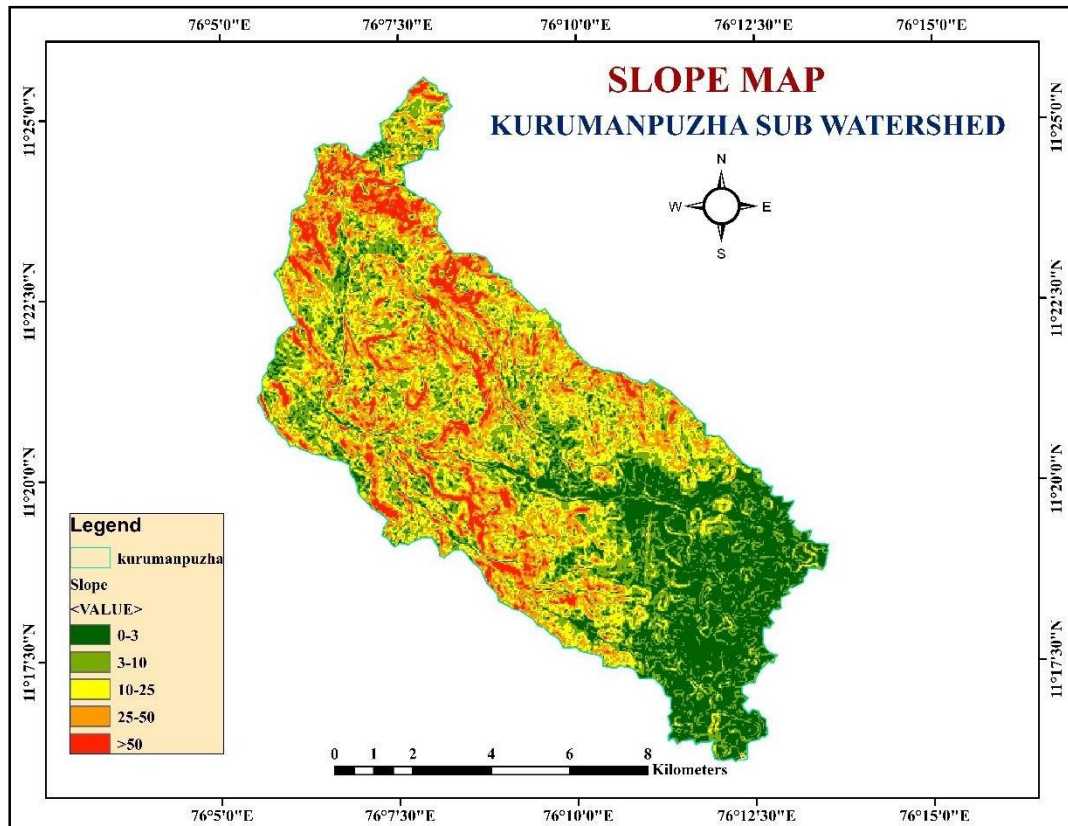 76°5'0"E 76°7'30"E 76°10'0"E 76°12'30"E 76°15'0"E
SLOPE MAP
KURUMANPUZHA SUB WATERSHED
N
W E
S
11°25'0"N 11°25'0"N
11°22'30"N 11°22'30"N
11°20'0"N 11°20'0"N
11°17'30"N 11°17'30"N
Legend
kurumanpuzha
Slope
<VALUE>
0-3
3-10
10-25
25-50
>50
0 1 2 4 6 8
Kilometers
76°5'0"E 76°7'30"E 76°10'0"E 76°12'30"E 76°15'0"E